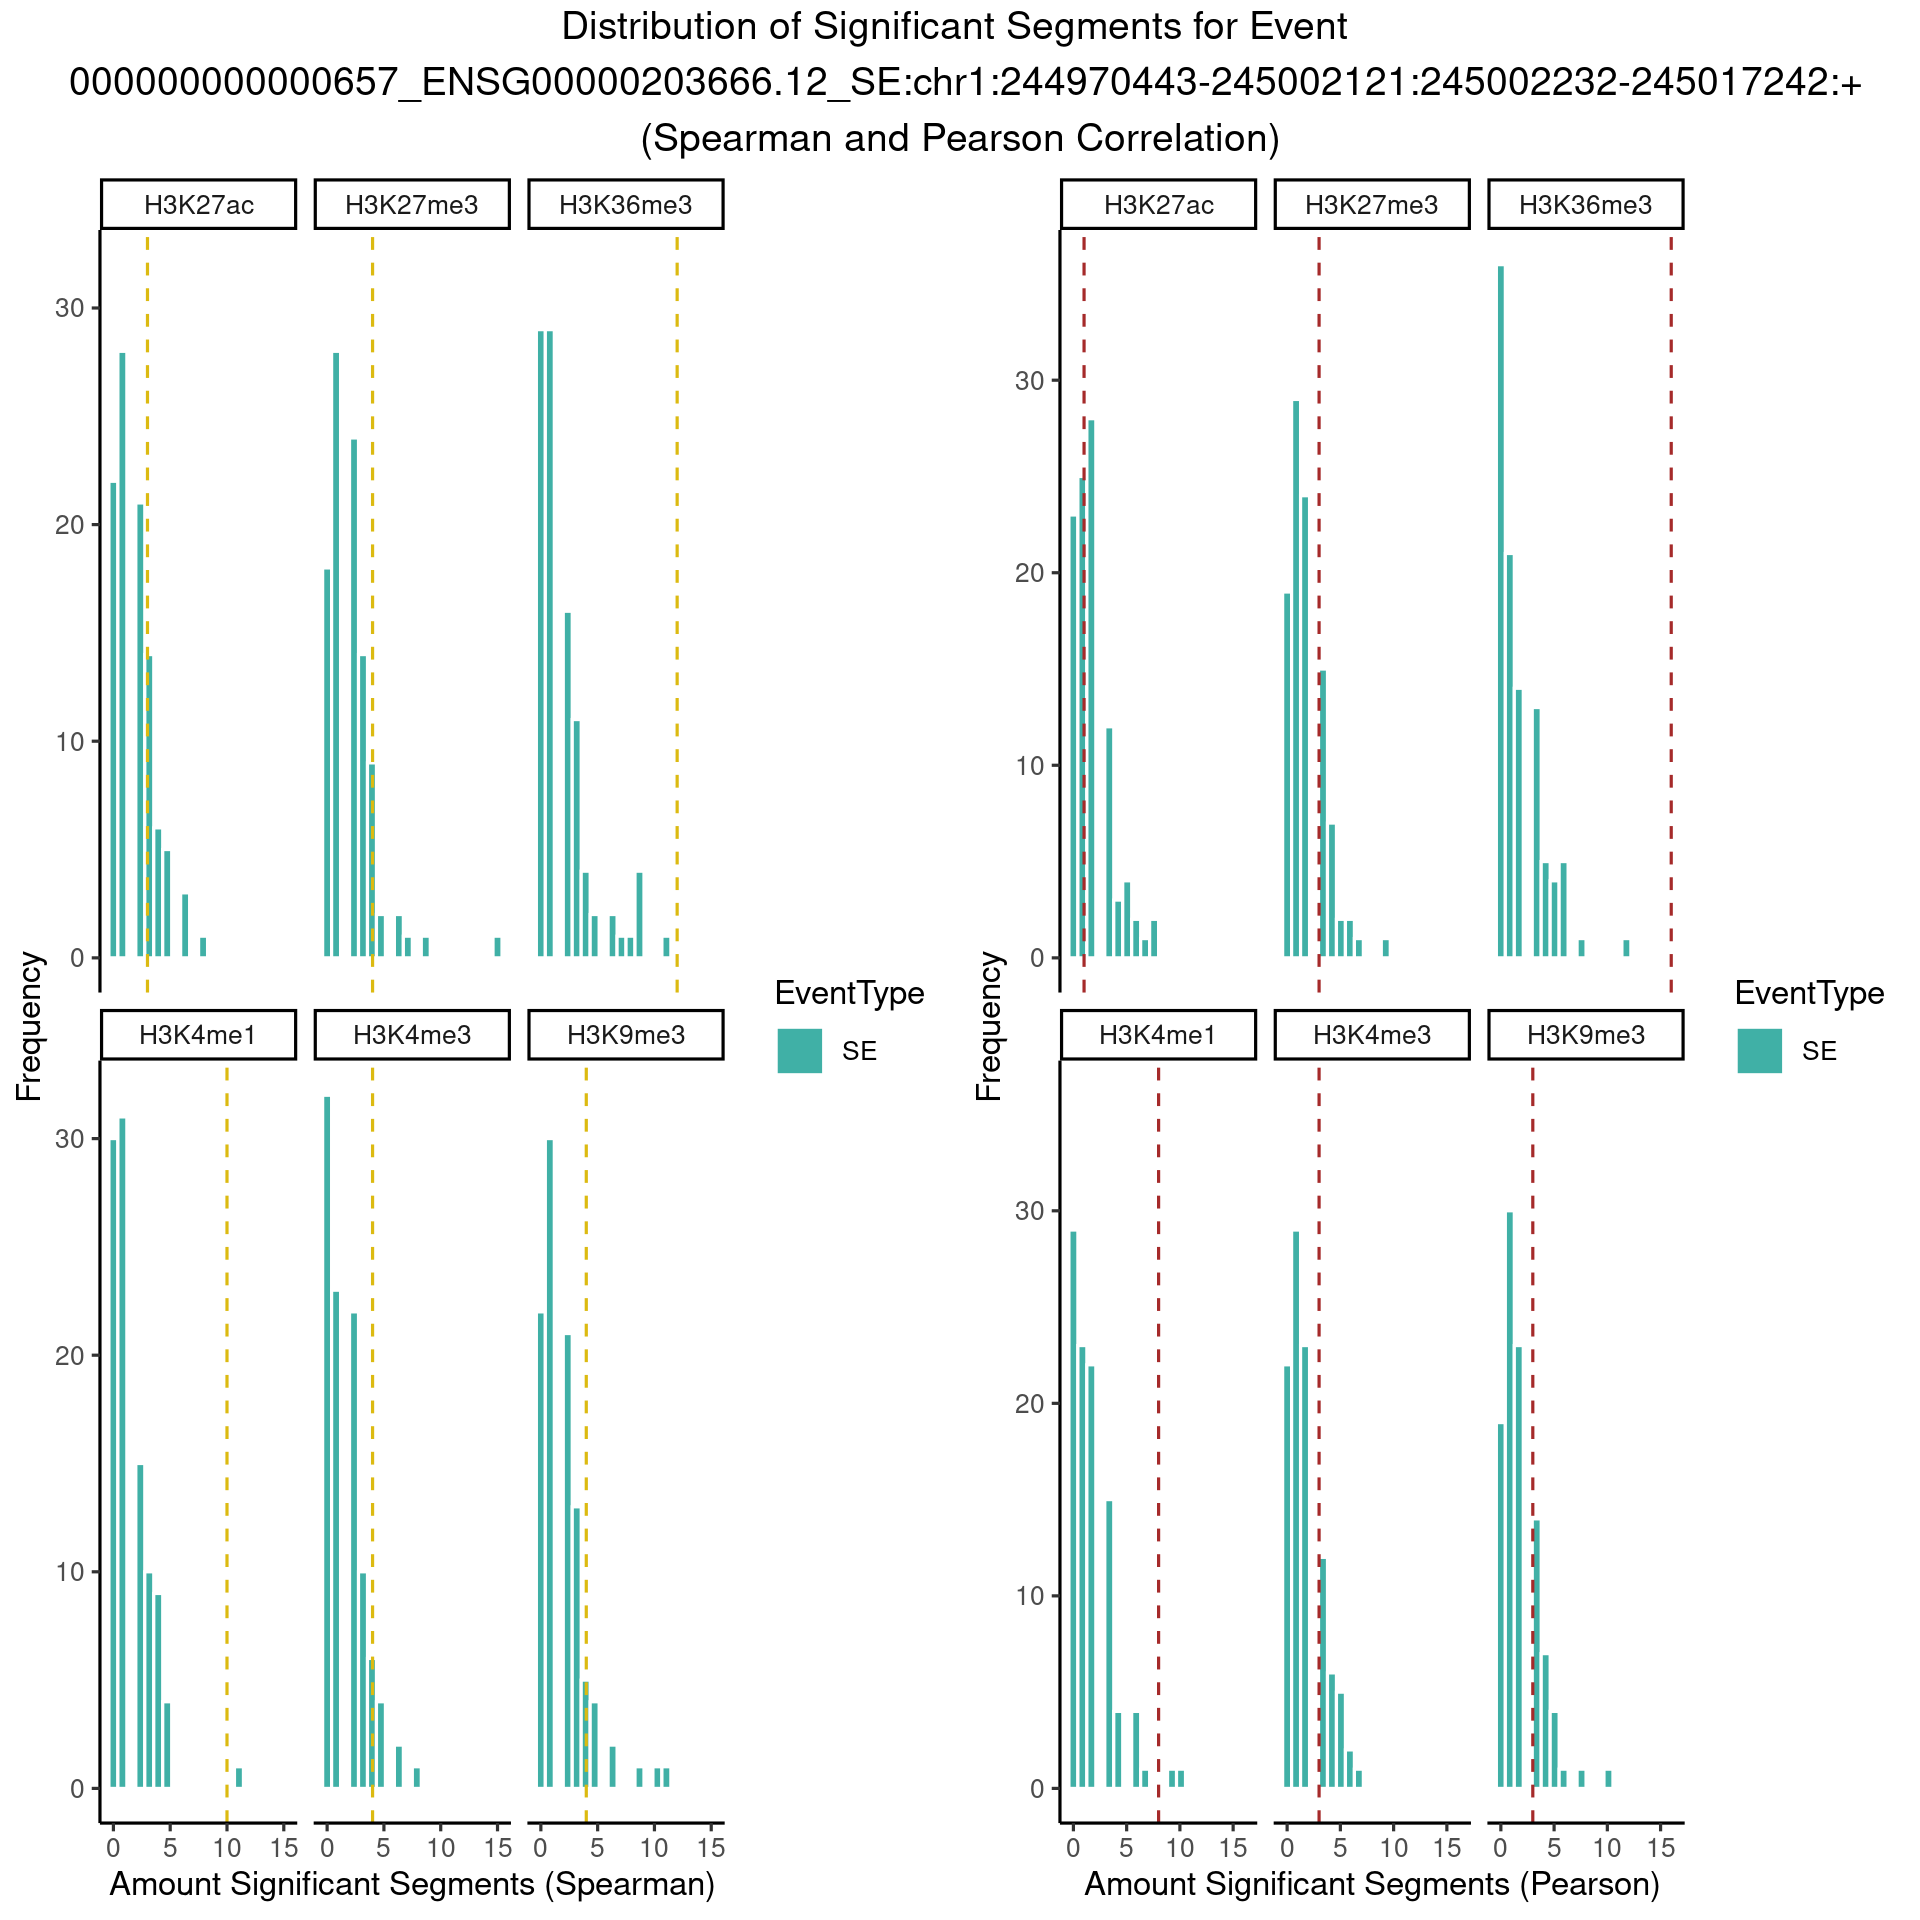 Distribution of Significant Segments for Event
000000000000657_ENSG00000203666.12_SE:chr1:244970443-245002121:245002232-245017242:+
(Spearman and Pearson Correlation)
H3K27ac H3K27me3 H3K36me3
30
20
10
0
H3K4me1 H3K4me3 H3K9me3
30
20
10
0
0 5 10 15 0 5 10 15 0 5 10 15
Frequency
Amount Significant Segments (Spearman)
EventType
SE
H3K27ac H3K27me3 H3K36me3
30
20
10
0
H3K4me1 H3K4me3 H3K9me3
30
20
10
0
0 5 10 15 0 5 10 15 0 5 10 15
Frequency
Amount Significant Segments (Pearson)
EventType
SE